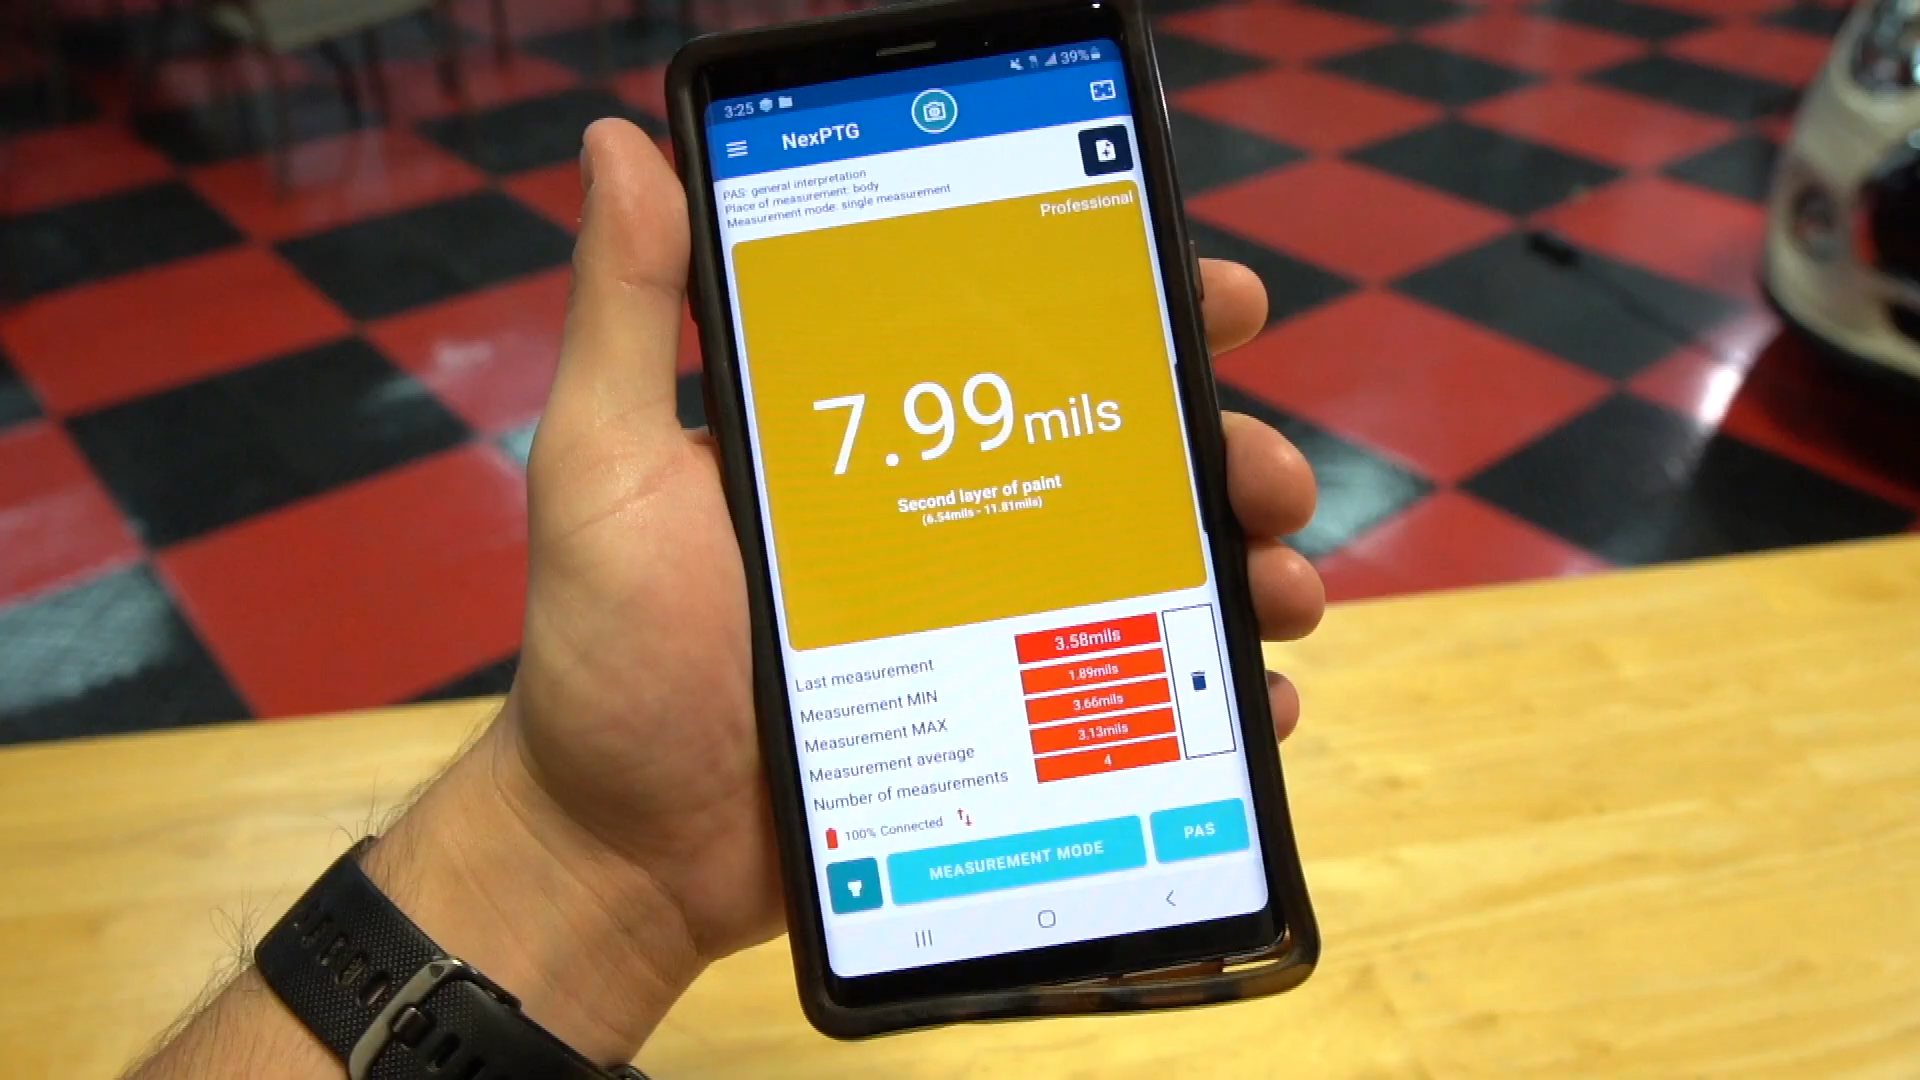 3:25
39%
NexPTG
PAS: general interpretation
Place of measurement: body
Measurement mode: single measurement
Professional
7.99mils
Second layer of paint
(6.54mils - 11.81mils)
Last measurement 3.58mils
Measurement MIN 1.89mils
Measurement MAX 3.66mils
Measurement average 3.13mils
Number of measurements 4
100% Connected
MEASUREMENT MODE
PAS